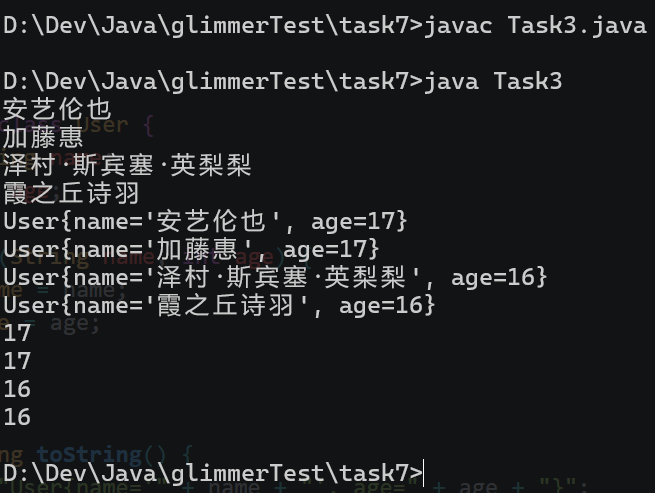 D:\Dev\Java\glimmerTest\task7>javac Task3.java
D:\Dev\Java\glimmerTest\task7>java Task3
安艺伦也
class User {
加藤惠
泽村·斯宾塞·英梨梨
霞之丘诗羽
User{name='安艺伦也', age=17}
User{name='加藤惠', age=17}
User{name='泽村·斯宾塞·英梨梨', age=16}
User{name='霞之丘诗羽', age=16}
= age;
17
17
16
16
toString() {
D:\Dev\Java\glimmerTest\task7>